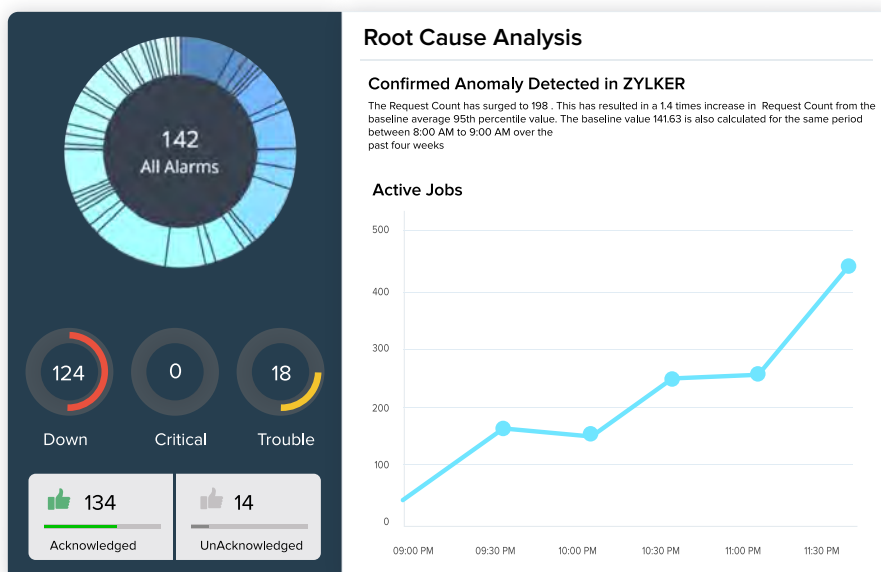 142
All Alarms
124
Down
0
Critical
18
Trouble
134
Acknowledged
14
UnAcknowledged
Root Cause Analysis
Confirmed Anomaly Detected in ZYLKER
The Request Count has surged to 198 . This has resulted in a 1.4 times increase in Request Count from the
baseline average 95th percentile value. The baseline value 141.63 is also calculated for the same period
between 8:00 AM to 9:00 AM over the
past four weeks
Active Jobs
500
400
300
200
100
0
09:00 PM 09:30 PM 10:00 PM 10:30 PM 11:00 PM 11:30 PM